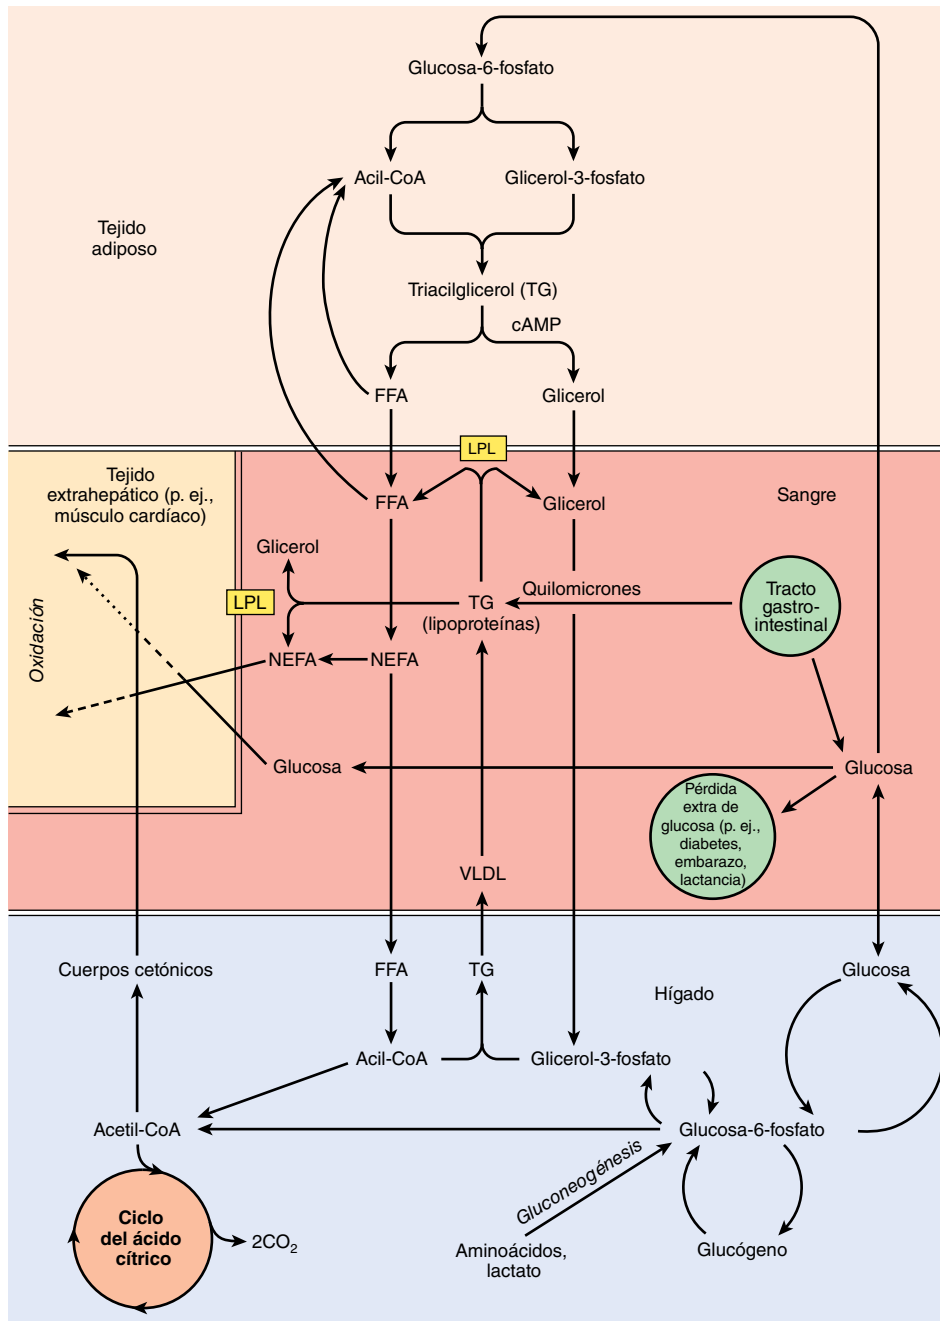 Glucosa-6-fosfato
Acil-CoA
Glicerol-3-fosfato
Tejido
adiposo
Triacilglicerol (TG)
cAMP
FFA
Glicerol
LPL
Tejido
extrahepático (p. ej.,
músculo cardíaco)
FFA
Glicerol
Sangre
Glicerol
Quilomicrones
Tracto
gastro-
intestinal
LPL
TG
(lipoproteínas)
Oxidación
NEFA
NEFA
Glucosa
Glucosa
Pérdida
extra de
glucosa (p. ej.,
diabetes,
embarazo,
lactancia)
VLDL
Cuerpos cetónicos
FFA
TG
Glucosa
Hígado
Acil-CoA
Glicerol-3-fosfato
Acetil-CoA
Glucosa-6-fosfato
Gluconeogénesis
Ciclo
del ácido
cítrico
2CO₂
Aminoácidos,
lactato
Glucógeno